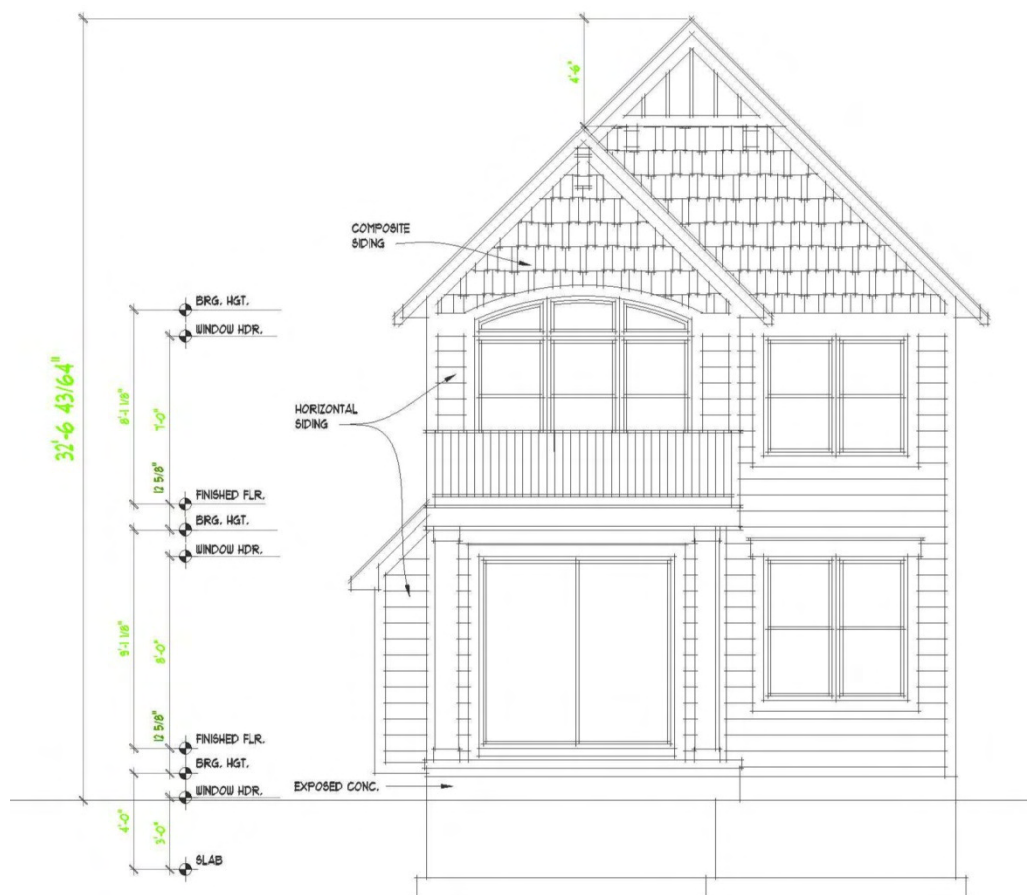 4'-6"
COMPOSITE
SIDING
BRG. HGT.
WINDOW HDR.
32'-6 43/64"
8'-1 1/8"
7'-0"
HORIZONTAL
SIDING
12 5/8"
FINISHED FLR.
BRG. HGT.
WINDOW HDR.
9'-1 1/8"
8'-0"
12 5/8"
FINISHED FLR.
BRG. HGT.
EXPOSED CONC.
WINDOW HDR.
4'-0"
3'-0"
SLAB